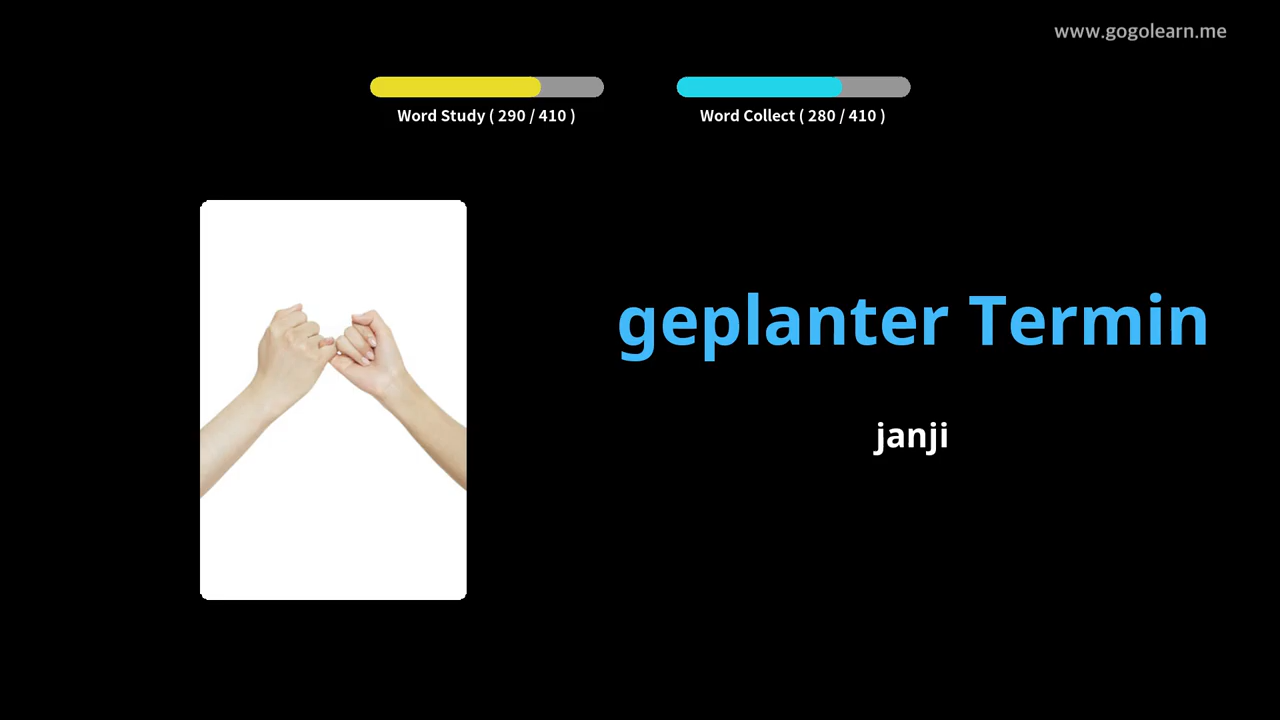 www.gogolearn.me
Word Study ( 290 / 410 )
Word Collect ( 280 / 410 )
geplanter Termin
janji